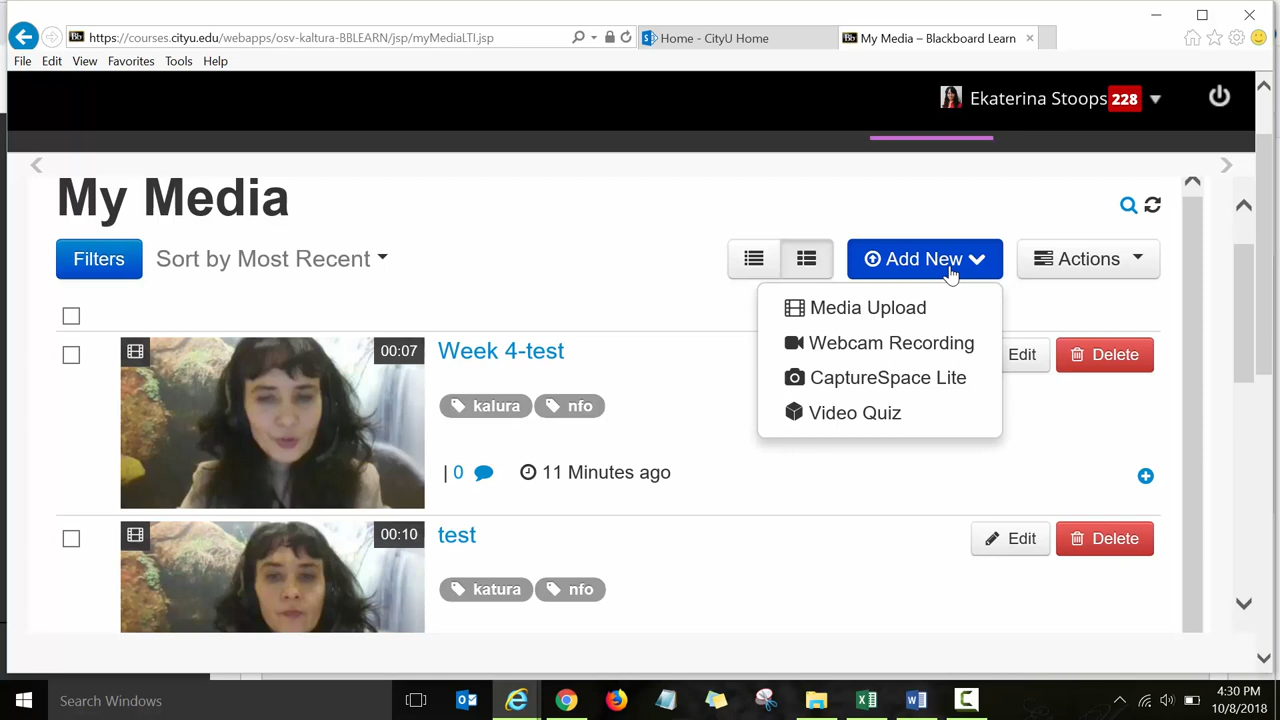 https://courses.cityu.edu/webapps/osv-kaltura-BBLEARN/jsp/myMediaLTI.jsp
Home - CityU Home
My Media – Blackboard Learn
File Edit View Favorites Tools Help
Ekaterina Stoops 228
My Media
Filters Sort by Most Recent Add New Actions
Media Upload
Webcam Recording
CaptureSpace Lite
Video Quiz
00:07 Week 4-test Edit Delete
kalura nfo
| 0 11 Minutes ago
00:10 test Edit Delete
katura nfo
Search Windows
4:30 PM
10/8/2018